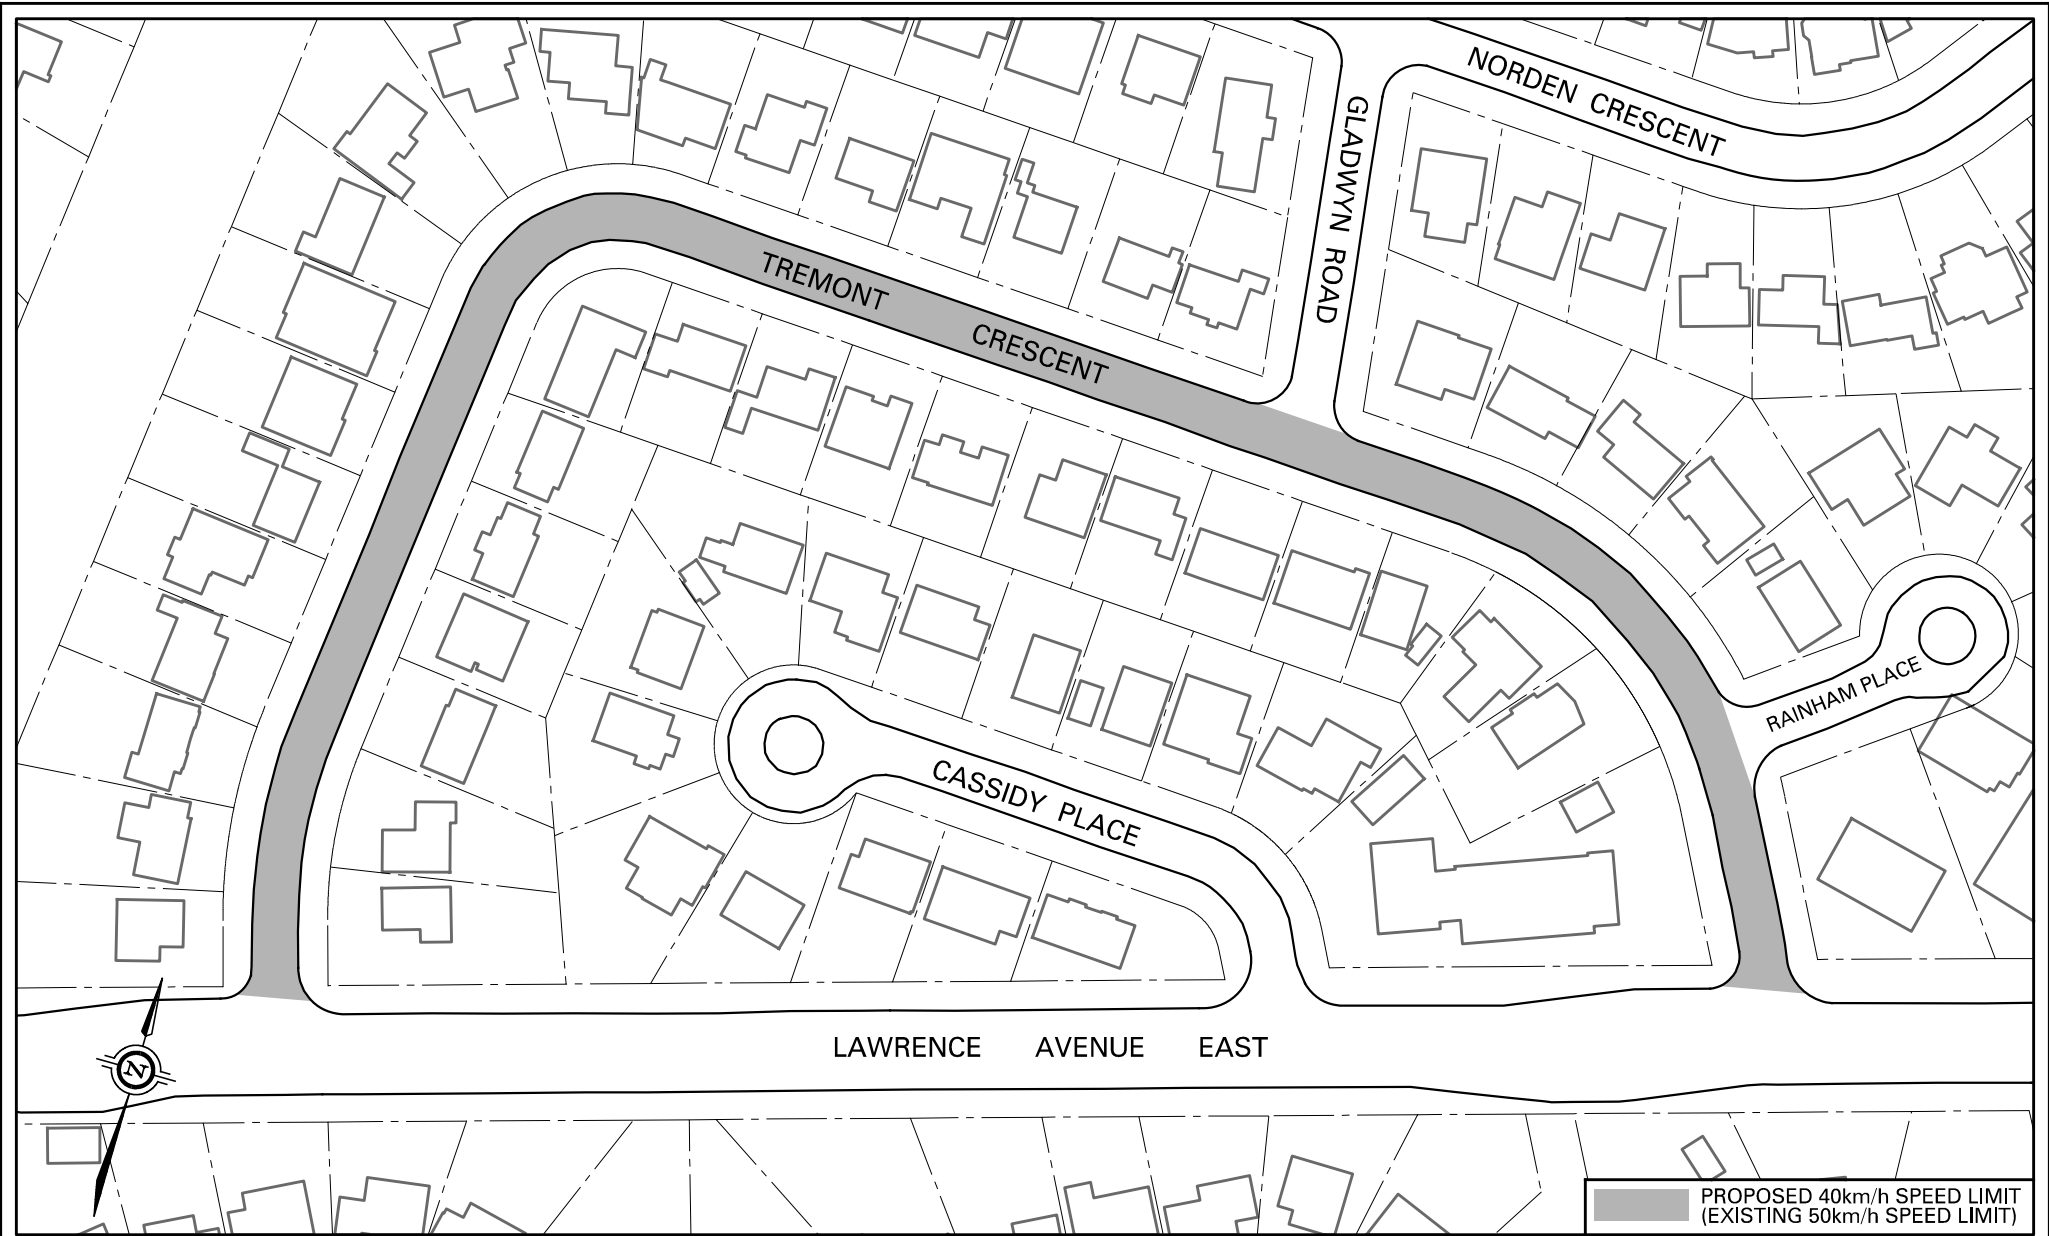 NORDEN CRESCENT
GLADWYN ROAD
TREMONT CRESCENT
RAINHAM PLACE
CASSIDY PLACE
LAWRENCE AVENUE EAST
N
PROPOSED 40km/h SPEED LIMIT
(EXISTING 50km/h SPEED LIMIT)